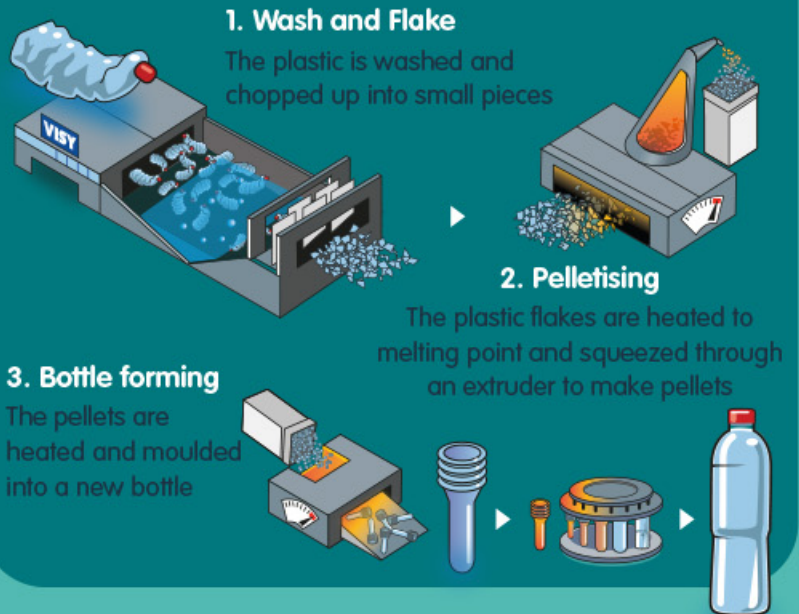 1. Wash and Flake
The plastic is washed and
chopped up into small pieces
VISY
2. Pelletising
The plastic flakes are heated to
melting point and squeezed through
an extruder to make pellets
3. Bottle forming
The pellets are
heated and moulded
into a new bottle